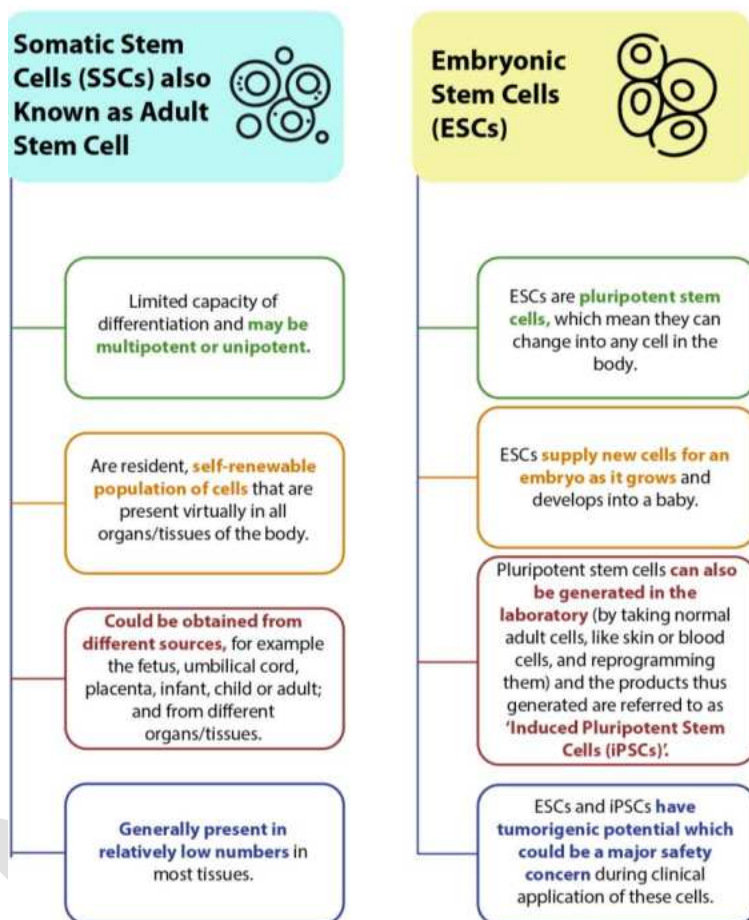 Somatic Stem
Cells (SSCs) also
Known as Adult
Stem Cell
Limited capacity of
differentiation and may be
multipotent or unipotent.
Are resident, self-renewable
population of cells that are
present virtually in all
organs/tissues of the body.
Could be obtained from
different sources, for example
the fetus, umbilical cord,
placenta, infant, child or adult;
and from different
organs/tissues.
Generally present in
relatively low numbers in
most tissues.
Embryonic
Stem Cells
(ESCs)
ESCs are pluripotent stem
cells, which mean they can
change into any cell in the
body.
ESCs supply new cells for an
embryo as it grows and
develops into a baby.
Pluripotent stem cells can also
be generated in the
laboratory (by taking normal
adult cells, like skin or blood
cells, and reprogramming
them) and the products thus
generated are referred to as
‘Induced Pluripotent Stem
Cells (iPSCs)’.
ESCs and iPSCs have
tumorigenic potential which
could be a major safety
concern during clinical
application of these cells.